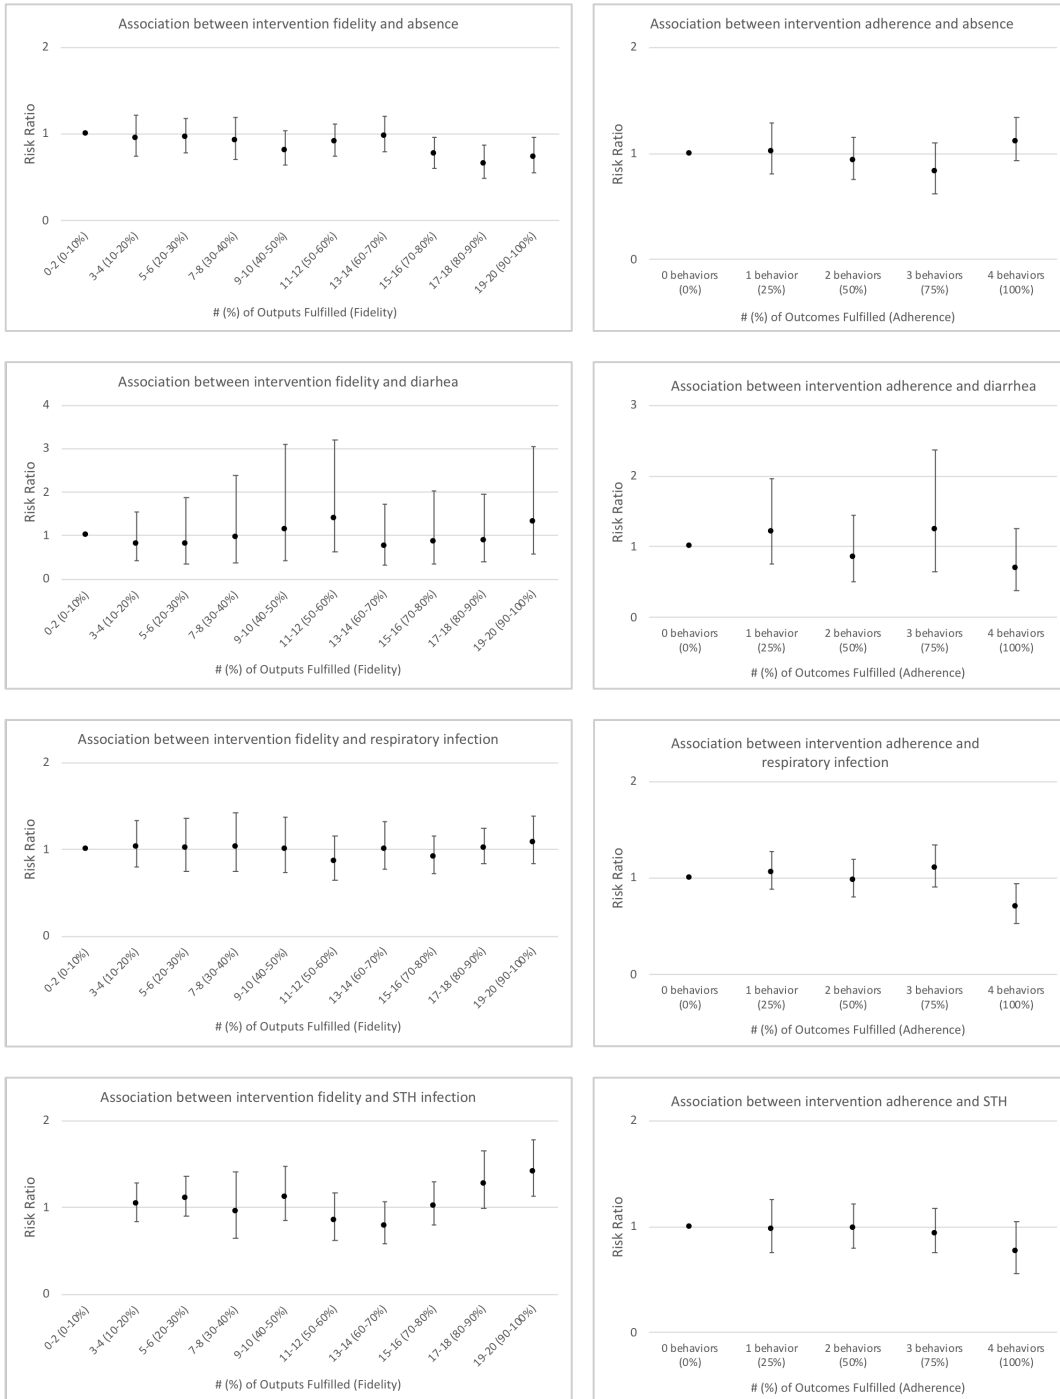 Association between intervention fidelity and absence
2
1
0
Risk Ratio
0-2 (0-10%)
3-4 (10-20%)
5-6 (20-30%)
7-8 (30-40%)
9-10 (40-50%)
11-12 (50-60%)
13-14 (60-70%)
15-16 (70-80%)
17-18 (80-90%)
19-20 (90-100%)
# (%) of Outputs Fulfilled (Fidelity)
Association between intervention adherence and absence
2
1
0
Risk Ratio
0 behaviors
(0%)
1 behavior
(25%)
2 behaviors
(50%)
3 behaviors
(75%)
4 behaviors
(100%)
# (%) of Outcomes Fulfilled (Adherence)
Association between intervention fidelity and diarhea
4
3
2
1
0
Risk Ratio
0-2 (0-10%)
3-4 (10-20%)
5-6 (20-30%)
7-8 (30-40%)
9-10 (40-50%)
11-12 (50-60%)
13-14 (60-70%)
15-16 (70-80%)
17-18 (80-90%)
19-20 (90-100%)
# (%) of Outputs Fulfilled (Fidelity)
Association between intervention adherence and diarrhea
3
2
1
0
Risk Ratio
0 behaviors
(0%)
1 behavior
(25%)
2 behaviors
(50%)
3 behaviors
(75%)
4 behaviors
(100%)
# (%) of Outcomes Fulfilled (Adherence)
Association between intervention fidelity and respiratory infection
2
1
0
Risk Ratio
0-2 (0-10%)
3-4 (10-20%)
5-6 (20-30%)
7-8 (30-40%)
9-10 (40-50%)
11-12 (50-60%)
13-14 (60-70%)
15-16 (70-80%)
17-18 (80-90%)
19-20 (90-100%)
# (%) of Outputs Fulfilled (Fidelity)
Association between intervention adherence and
respiratory infection
2
1
0
Risk Ratio
0 behaviors
(0%)
1 behavior
(25%)
2 behaviors
(50%)
3 behaviors
(75%)
4 behaviors
(100%)
# (%) of Outcomes Fulfilled (Adherence)
Association between intervention fidelity and STH infection
2
1
0
Risk Ratio
0-2 (0-10%)
3-4 (10-20%)
5-6 (20-30%)
7-8 (30-40%)
9-10 (40-50%)
11-12 (50-60%)
13-14 (60-70%)
15-16 (70-80%)
17-18 (80-90%)
19-20 (90-100%)
# (%) of Outputs Fulfilled (Fidelity)
Association between intervention adherence and STH
2
1
0
Risk Ratio
0 behaviors
(0%)
1 behavior
(25%)
2 behaviors
(50%)
3 behaviors
(75%)
4 behaviors
(100%)
# (%) of Outcomes Fulfilled (Adherence)